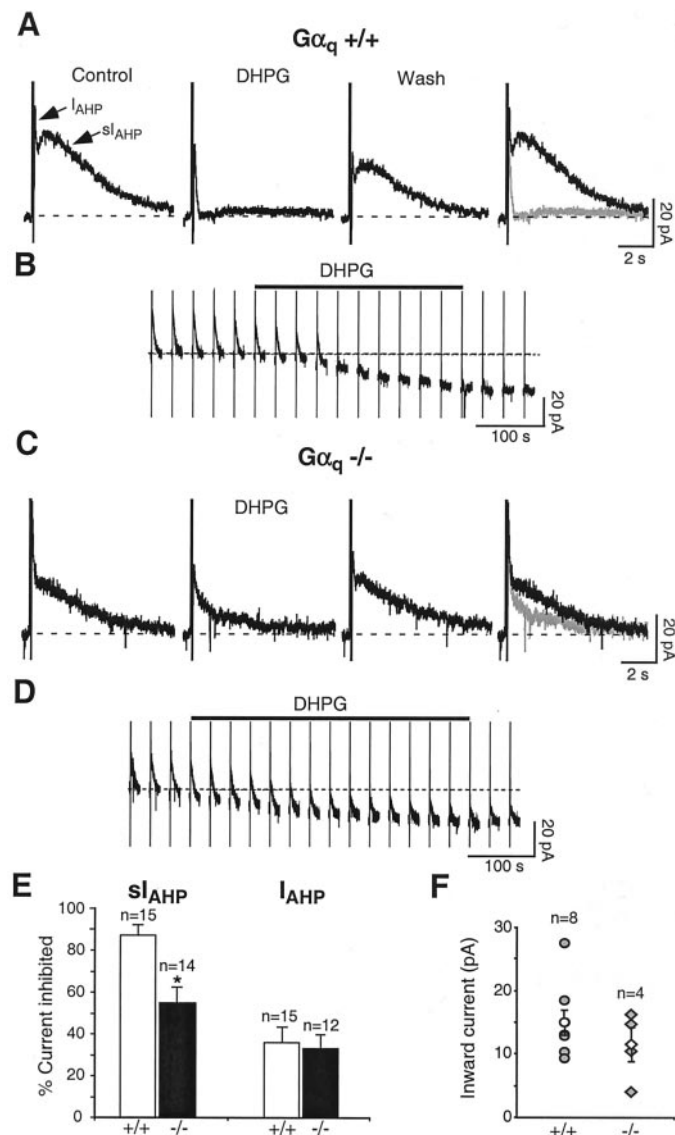 A
Gαq +/+
Control
DHPG
Wash
IAHP
sIAHP
20 pA
2 s
B
DHPG
20 pA
100 s
C
Gαq -/-
DHPG
20 pA
2 s
D
DHPG
20 pA
100 s
E
sIAHP
IAHP
% Current inhibited
100
90
80
60
40
20
0
n=15
n=14
*
n=15
n=12
+/+
-/-
+/+
-/-
F
Inward current (pA)
30
20
10
0
n=8
n=4
+/+
-/-